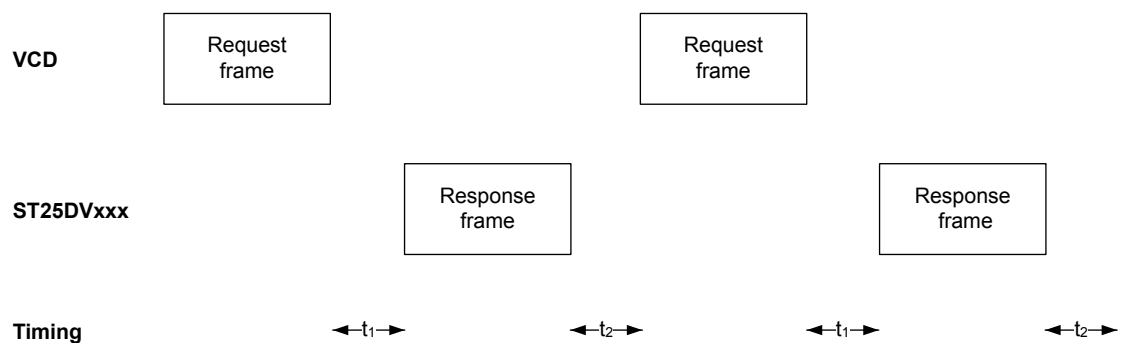 VCD
Request
frame
Request
frame
ST25DVxxx
Response
frame
Response
frame
Timing
t1
t2
t1
t2